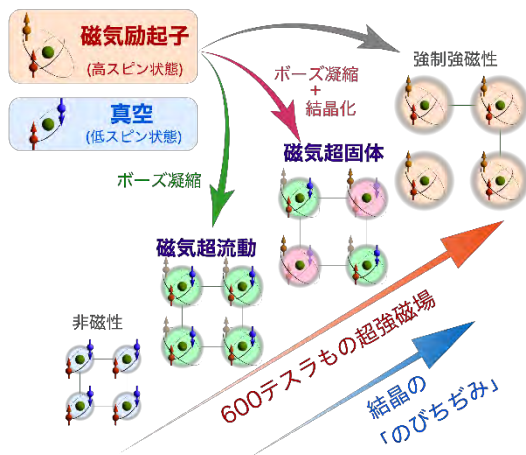 磁気励起子
(高スピン状態)
真空
(低スピン状態)
ボーズ凝縮
ボーズ凝縮
+
結晶化
強制強磁性
磁気超固体
磁気超流動
非磁性
600テスラもの超強磁場
結晶の
「のびちぢみ」